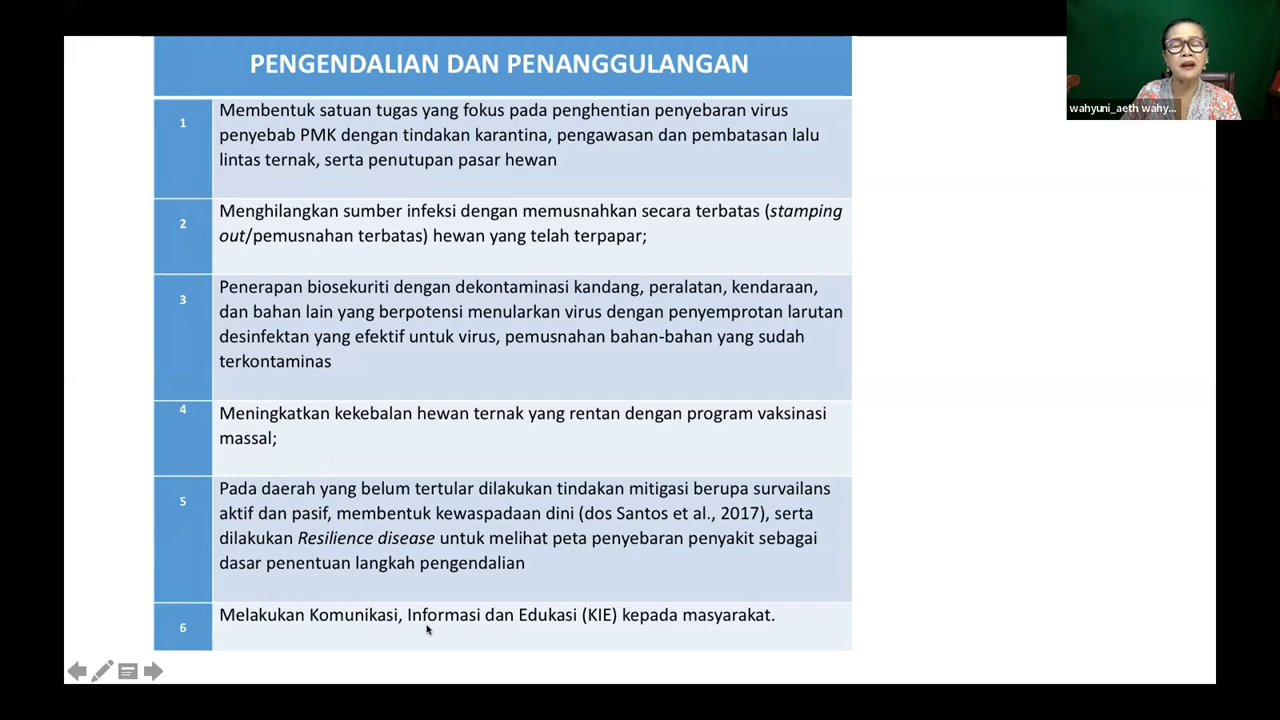 PENGENDALIAN DAN PENANGGULANGAN
wahyuni_aeth wahy...
1
Membentuk satuan tugas yang fokus pada penghentian penyebaran virus
penyebab PMK dengan tindakan karantina, pengawasan dan pembatasan lalu
lintas ternak, serta penutupan pasar hewan
2
Menghilangkan sumber infeksi dengan memusnahkan secara terbatas (stamping
out/pemusnahan terbatas) hewan yang telah terpapar;
3
Penerapan biosekuriti dengan dekontaminasi kandang, peralatan, kendaraan,
dan bahan lain yang berpotensi menularkan virus dengan penyemprotan larutan
desinfektan yang efektif untuk virus, pemusnahan bahan-bahan yang sudah
terkontaminas
4
Meningkatkan kekebalan hewan ternak yang rentan dengan program vaksinasi
massal;
5
Pada daerah yang belum tertular dilakukan tindakan mitigasi berupa survailans
aktif dan pasif, membentuk kewaspadaan dini (dos Santos et al., 2017), serta
dilakukan Resilience disease untuk melihat peta penyebaran penyakit sebagai
dasar penentuan langkah pengendalian
6
Melakukan Komunikasi, Informasi dan Edukasi (KIE) kepada masyarakat.